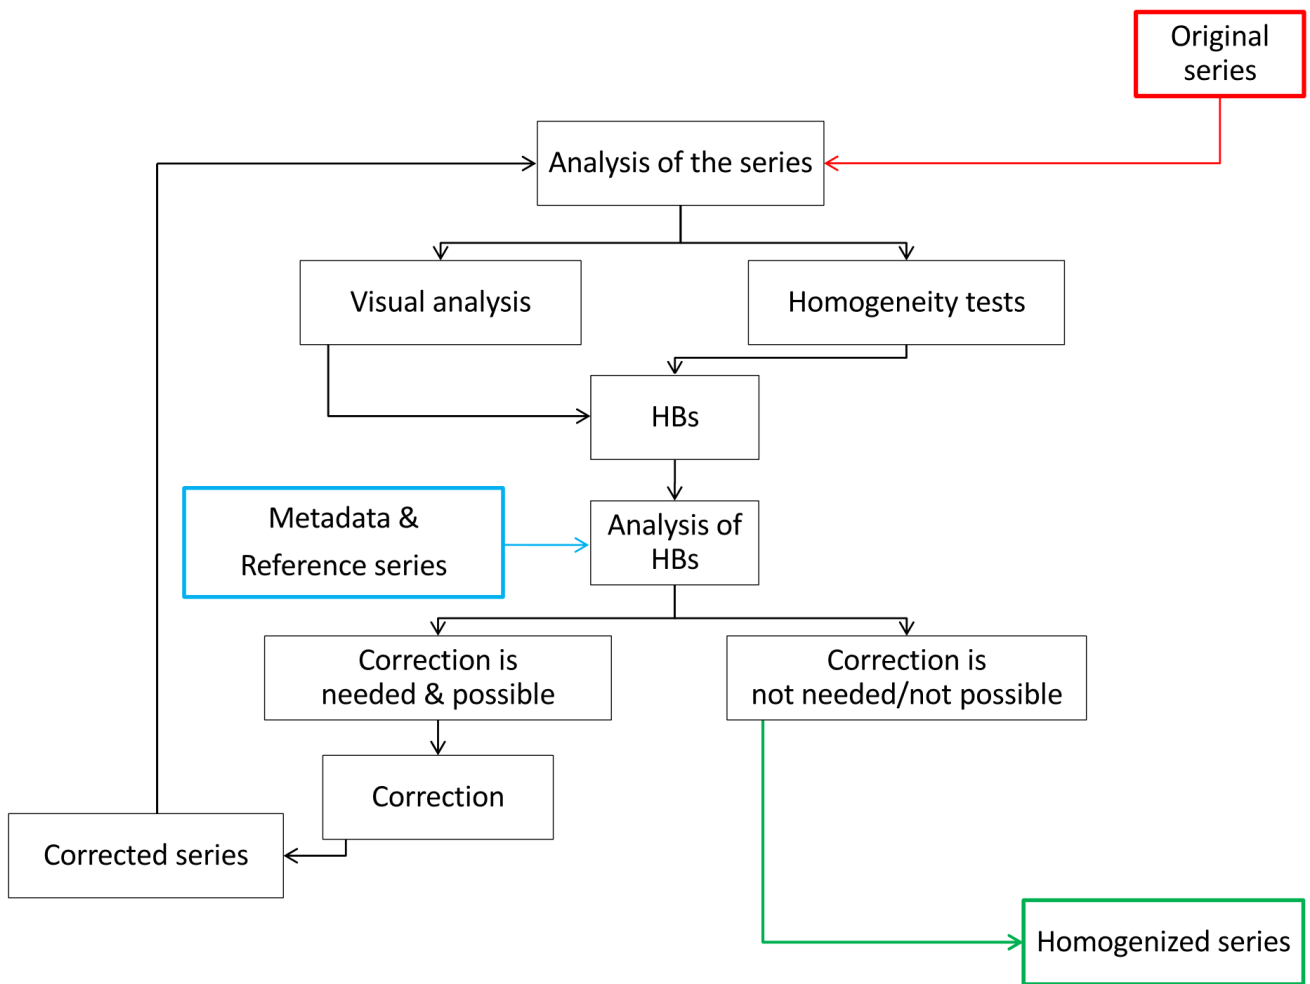 Original
series
Analysis of the series
Visual analysis
Homogeneity tests
HBs
Metadata &
Reference series
Analysis of
HBs
Correction is
needed & possible
Correction is
not needed/not possible
Correction
Corrected series
Homogenized series